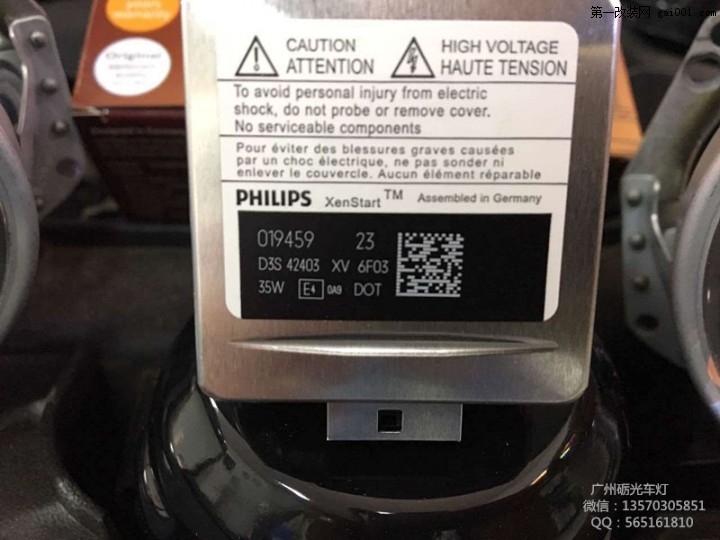 第一改装网 gai001.com
years
warranty
Original
CAUTION
ATTENTION
HIGH VOLTAGE
HAUTE TENSION
To avoid personal injury from electric
shock, do not probe or remove cover.
No serviceable components
Pour éviter des blessures graves causées
par un choc électrique, ne pas sonder ni
enlever le couvercle. Aucun élément réparable
PHILIPS XenStart™ Assembled in Germany
019459 23
D3S 42403 XV 6F03
35W E4 0A9 DOT
广州砺光车灯
微信：13570305851
QQ：565161810